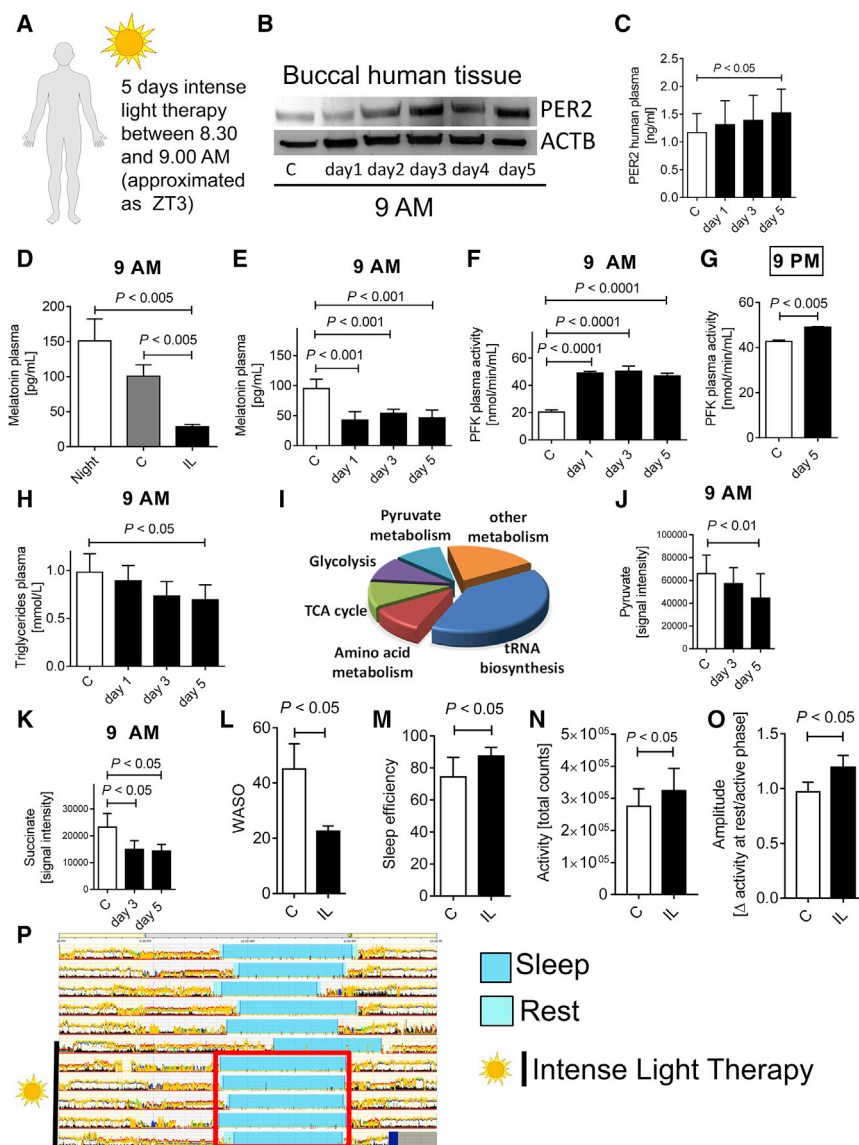 A
5 days intense
light therapy
between 8.30
and 9.00 AM
(approximated
as ZT3)
B
Buccal human tissue
PER2
ACTB
C day1 day2 day3 day4 day5
9 AM
C
P < 0.05
PER2 human plasma
[ng/ml]
2.5
2.0
1.5
1.0
0.5
0.0
C
day 1
day 3
day 5
D
9 AM
P < 0.005
P < 0.005
Melatonin plasma
[pg/mL]
200
150
100
50
0
Night
C
IL
E
9 AM
P < 0.001
P < 0.001
P < 0.001
Melatonin plasma
[pg/mL]
150
100
50
0
C
day 1
day 3
day 5
F
9 AM
P < 0.0001
P < 0.0001
P < 0.0001
PFK plasma activity
[nmol/min/mL]
60
40
20
0
C
day 1
day 3
day 5
G
9 PM
P < 0.005
PFK plasma activity
[nmol/min/mL]
60
40
20
0
C
day 5
H
9 AM
P < 0.05
Triglycerides plasma
[mmol/L]
1.0
0.5
0.0
C
day 1
day 3
day 5
I
Pyruvate
metabolism
other
metabolism
Glycolysis
TCA cycle
Amino acid
metabolism
tRNA
biosynthesis
J
9 AM
P < 0.01
Pyruvate
[signal intensity]
100000
80000
60000
40000
20000
0
C
day 3
day 5
K
9 AM
P < 0.05
P < 0.05
Succinate
[signal intensity]
30000
20000
10000
0
C
day 3
day 5
L
P < 0.05
WASO
60
40
20
0
C
IL
M
P < 0.05
Sleep efficiency
100
80
60
40
20
0
C
IL
N
P < 0.05
Activity [total counts]
5×10⁰⁵
4×10⁰⁵
3×10⁰⁵
2×10⁰⁵
1×10⁰⁵
0
C
IL
O
P < 0.05
Amplitude
[Δ activity at rest/active phase]
1.5
1.0
0.5
0.0
C
IL
P
Sleep
Rest
Intense Light Therapy